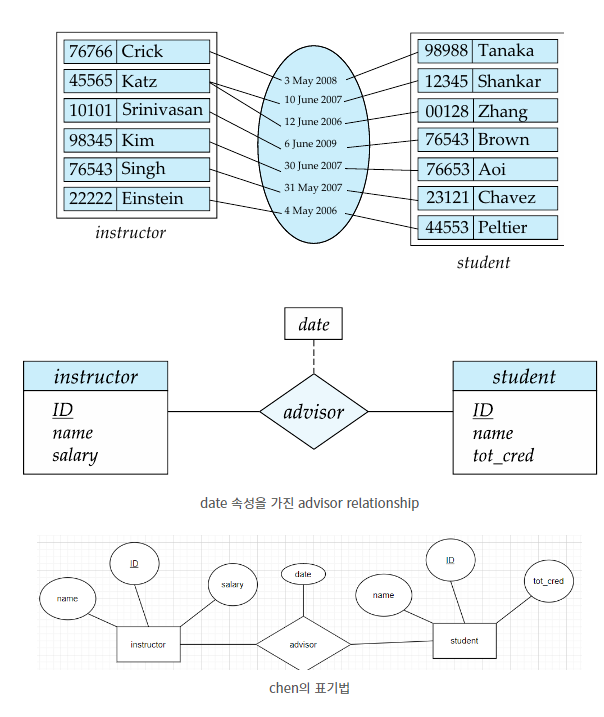 76766 Crick
45565 Katz
10101 Srinivasan
98345 Kim
76543 Singh
22222 Einstein
instructor
3 May 2008
10 June 2007
12 June 2006
6 June 2009
30 June 2007
31 May 2007
4 May 2006
98988 Tanaka
12345 Shankar
00128 Zhang
76543 Brown
76653 Aoi
23121 Chavez
44553 Peltier
student
date
instructor
ID
name
salary
advisor
student
ID
name
tot_cred
date 속성을 가진 advisor relationship
name
ID
salary
instructor
date
advisor
name
ID
tot_cred
student
chen의 표기법